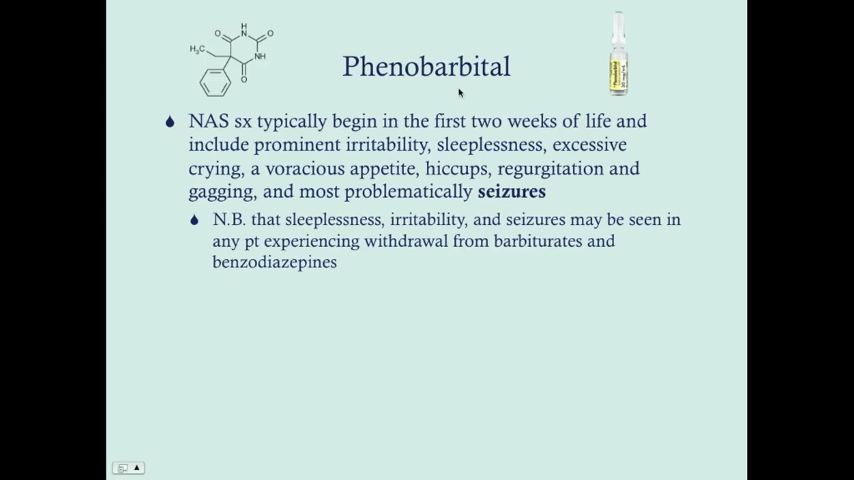 H
O
N
O
H₃C
NH
O
Phenobarbital
NAS sx typically begin in the first two weeks of life and
include prominent irritability, sleeplessness, excessive
crying, a voracious appetite, hiccups, regurgitation and
gagging, and most problematically seizures
N.B. that sleeplessness, irritability, and seizures may be seen in
any pt experiencing withdrawal from barbiturates and
benzodiazepines